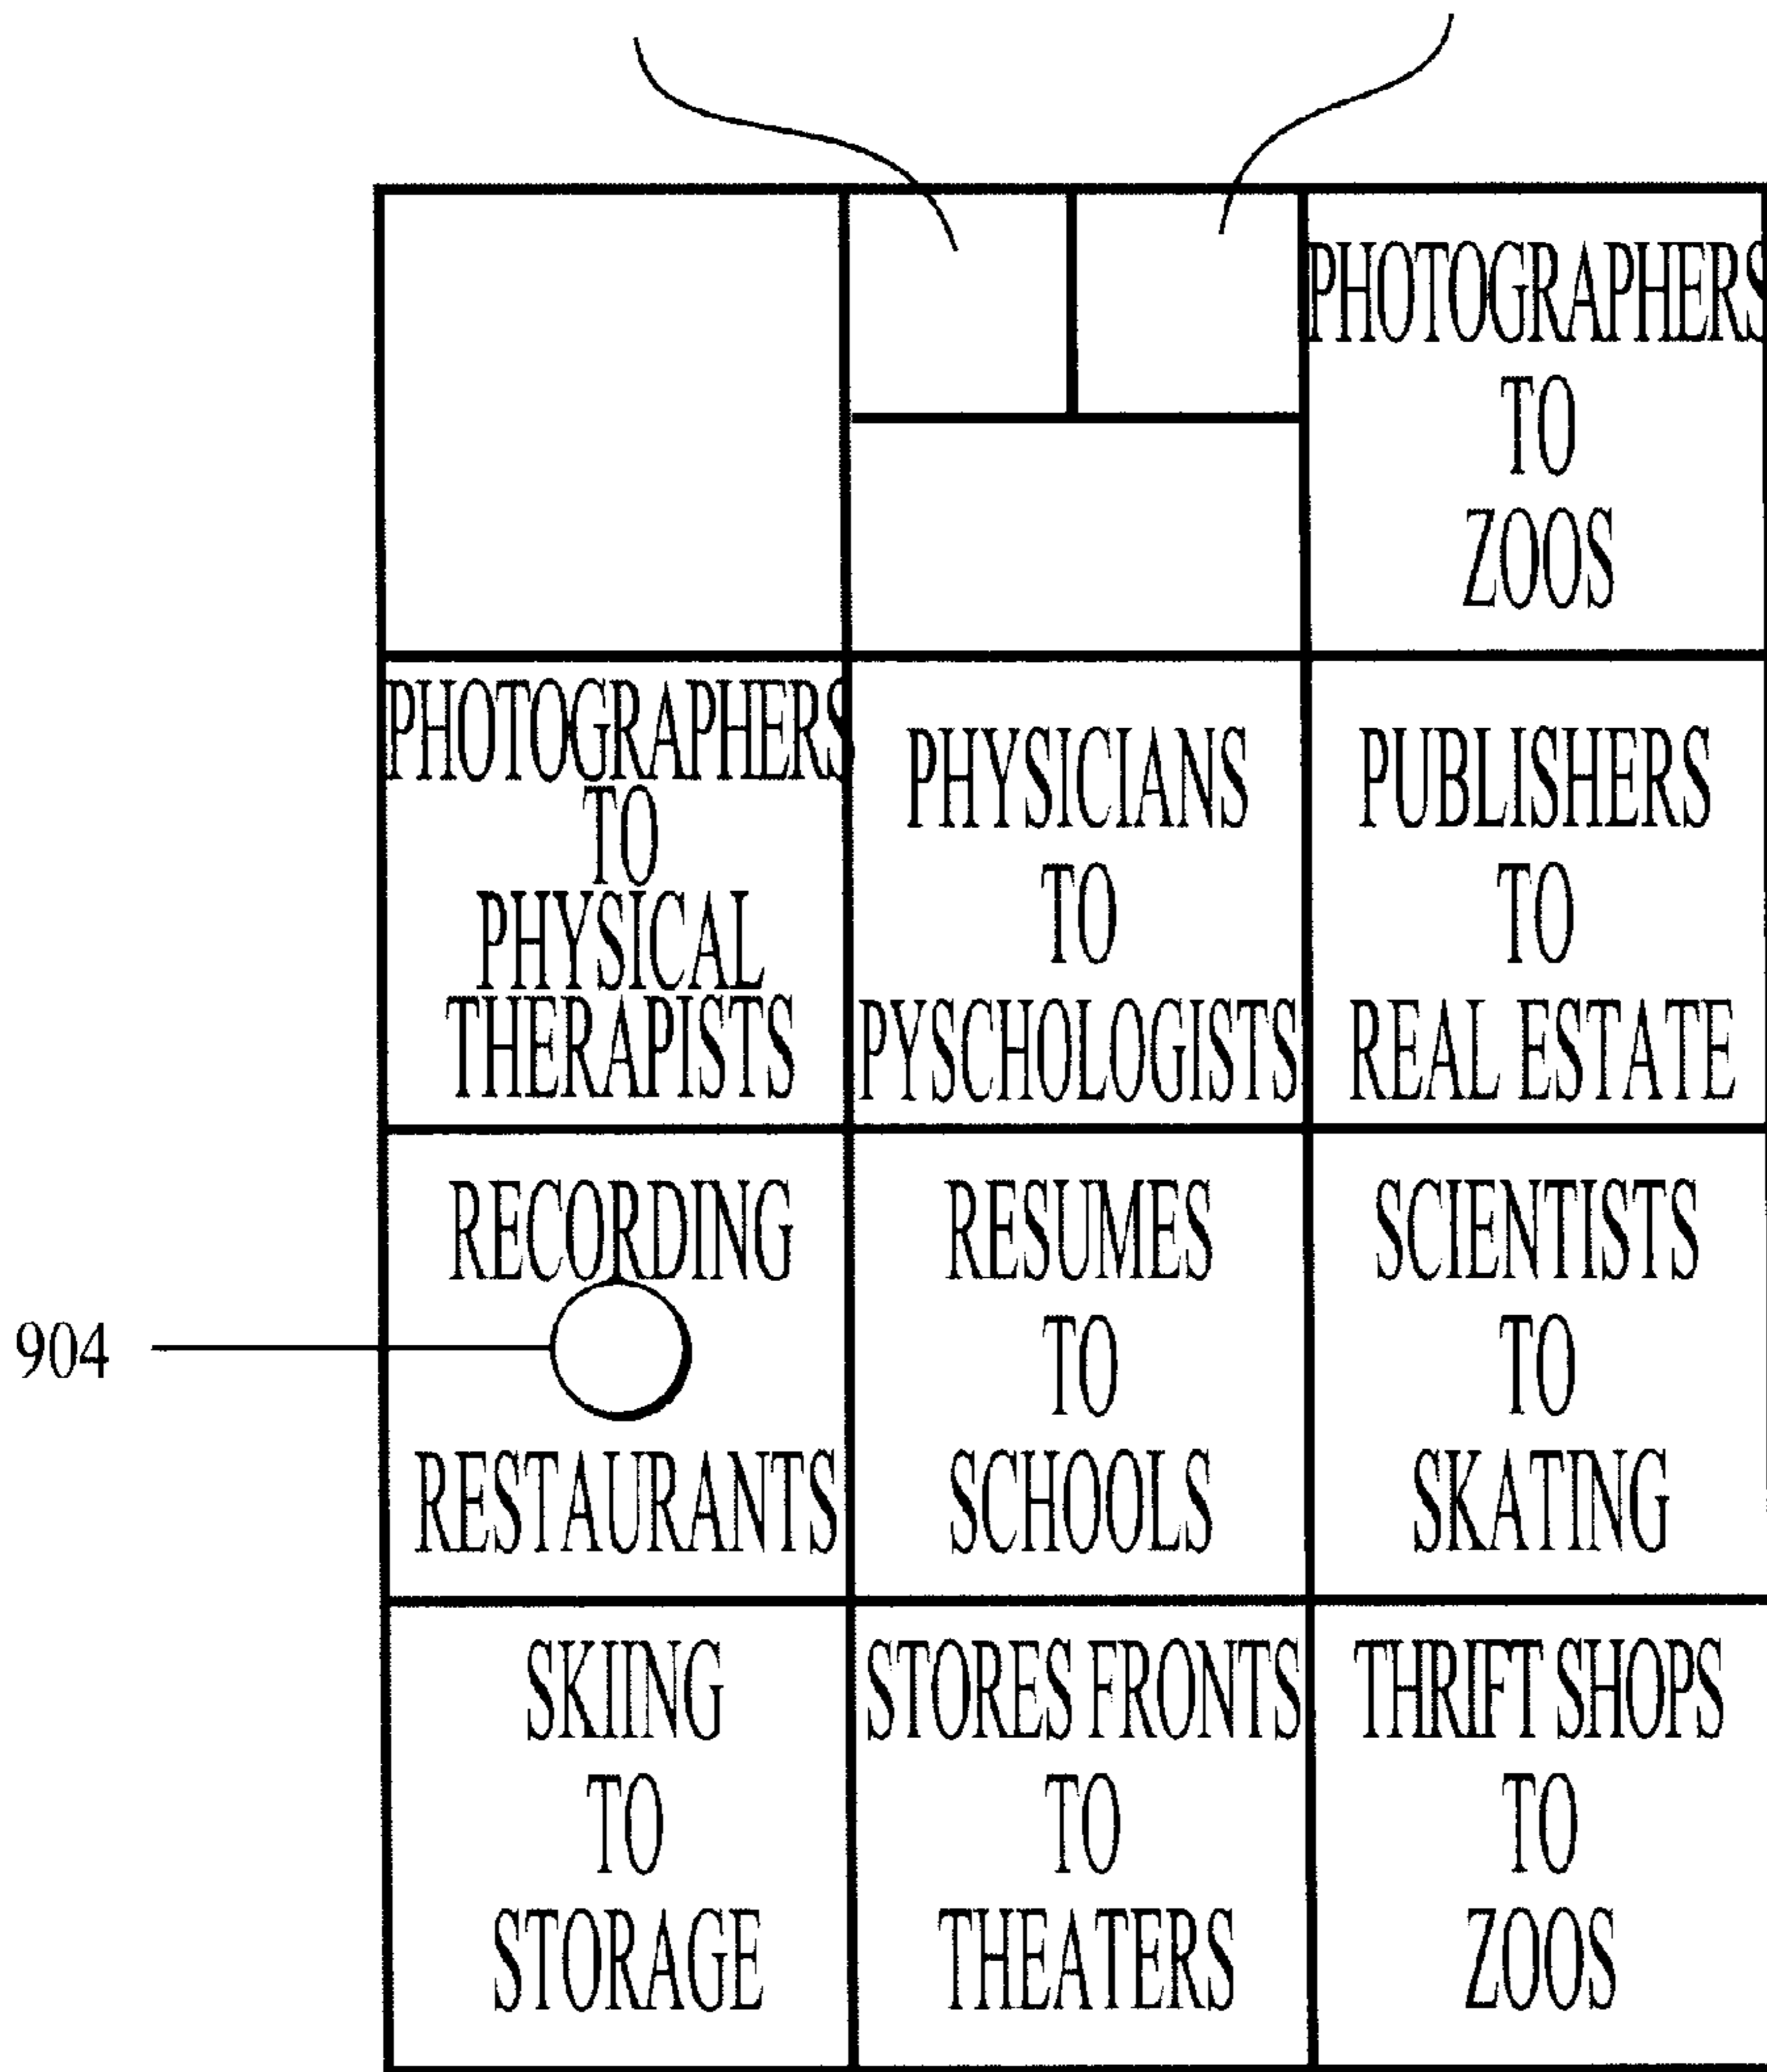 PHOTOGRAPHERS
TO
ZOOS
PHOTOGRAPHERS
TO
PHYSICAL
THERAPISTS
PHYSICIANS
TO
PYSCHOLOGISTS
PUBLISHERS
TO
REAL ESTATE
904
RECORDING
RESTAURANTS
RESUMES
TO
SCHOOLS
SCIENTISTS
TO
SKATING
SKIING
TO
STORAGE
STORES FRONTS
TO
THEATERS
THRIFT SHOPS
TO
ZOOS